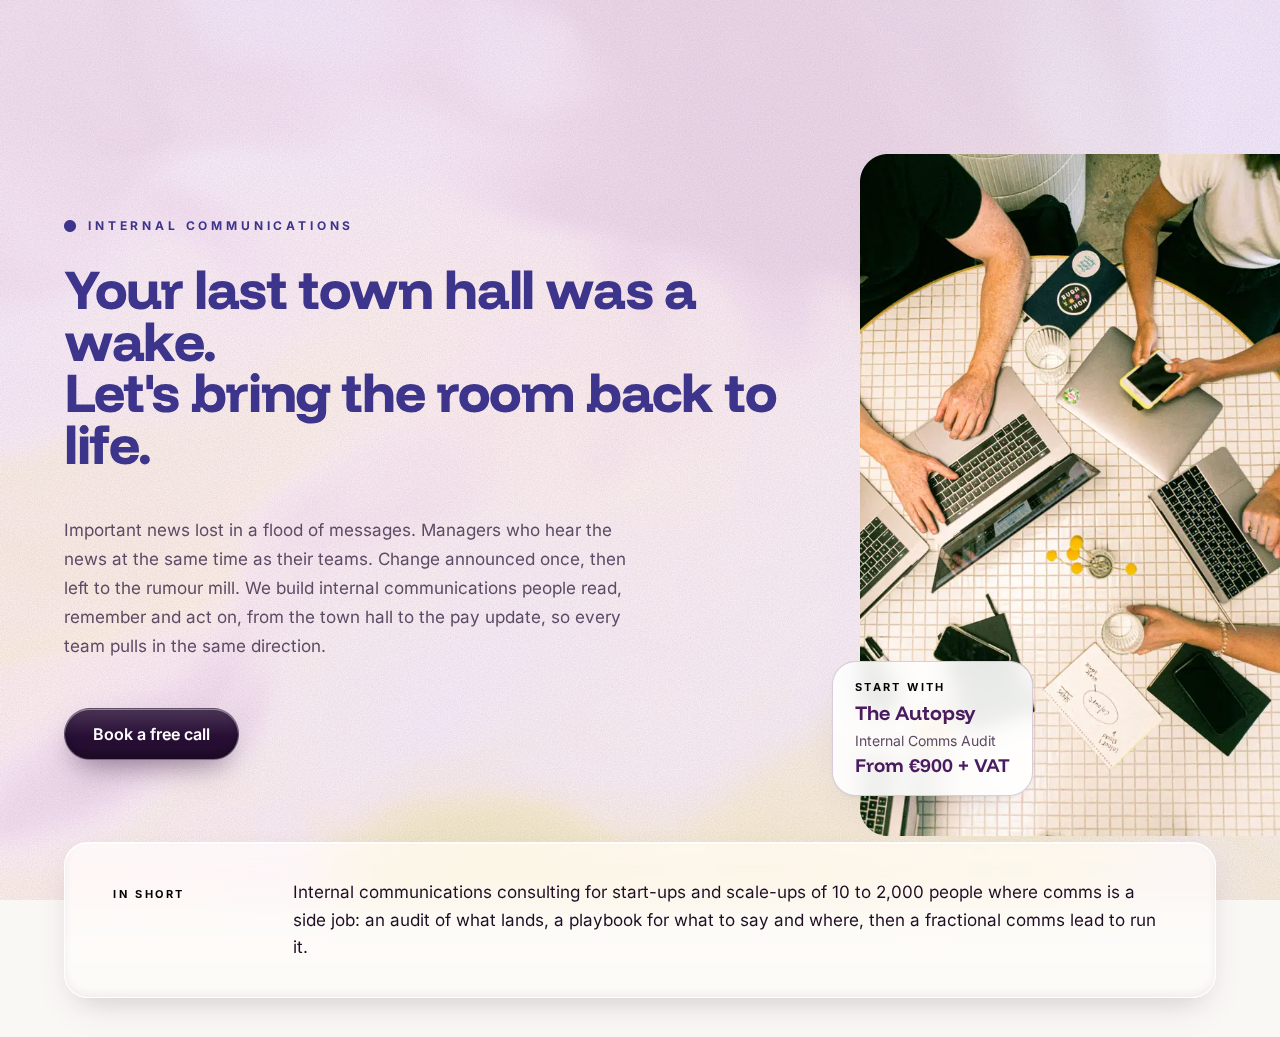 INTERNAL COMMUNICATIONS
Your last town hall was a
wake.
Let's bring the room back to
life.
Important news lost in a flood of messages. Managers who hear the
news at the same time as their teams. Change announced once, then
left to the rumour mill. We build internal communications people read,
remember and act on, from the town hall to the pay update, so every
team pulls in the same direction.
Book a free call
START WITH
The Autopsy
Internal Comms Audit
From €900 + VAT
IN SHORT
Internal communications consulting for start-ups and scale-ups of 10 to 2,000 people where comms is a
side job: an audit of what lands, a playbook for what to say and where, then a fractional comms lead to run
it.